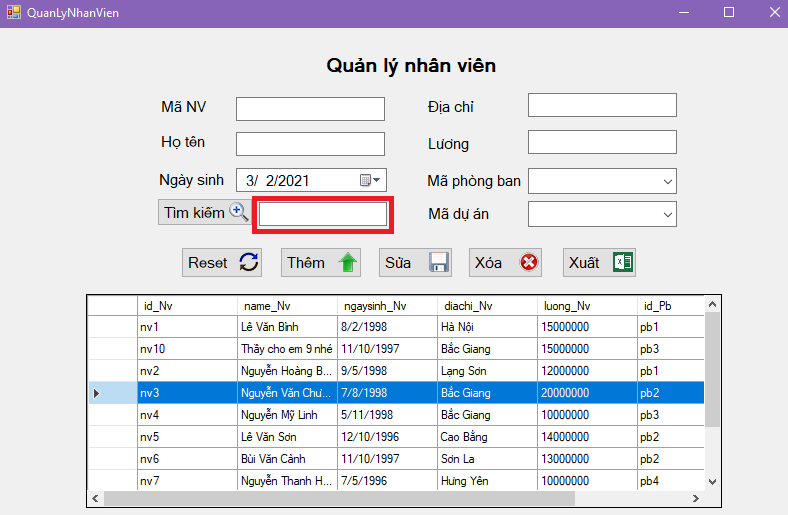 QuanLyNhanVien
Quản lý nhân viên
Mã NV
Địa chỉ
Họ tên
Lương
Ngày sinh 3/ 2/2021
Mã phòng ban
Tìm kiếm
Mã dự án
Reset Thêm Sửa Xóa Xuất
id_Nv name_Nv ngaysinh_Nv diachi_Nv luong_Nv id_Pb
nv1 Lê Văn Bình 8/2/1998 Hà Nội 15000000 pb1
nv10 Thầy cho em 9 nhé 11/10/1997 Bắc Giang 15000000 pb3
nv2 Nguyễn Hoàng B... 9/5/1998 Lạng Sơn 12000000 pb1
nv3 Nguyễn Văn Chư... 7/8/1998 Bắc Giang 20000000 pb2
nv4 Nguyễn Mỹ Linh 5/11/1998 Bắc Giang 10000000 pb3
nv5 Lê Văn Sơn 12/10/1996 Cao Bằng 14000000 pb2
nv6 Bùi Văn Cảnh 11/10/1997 Sơn La 13000000 pb2
nv7 Nguyễn Thanh H... 7/5/1996 Hưng Yên 10000000 pb4